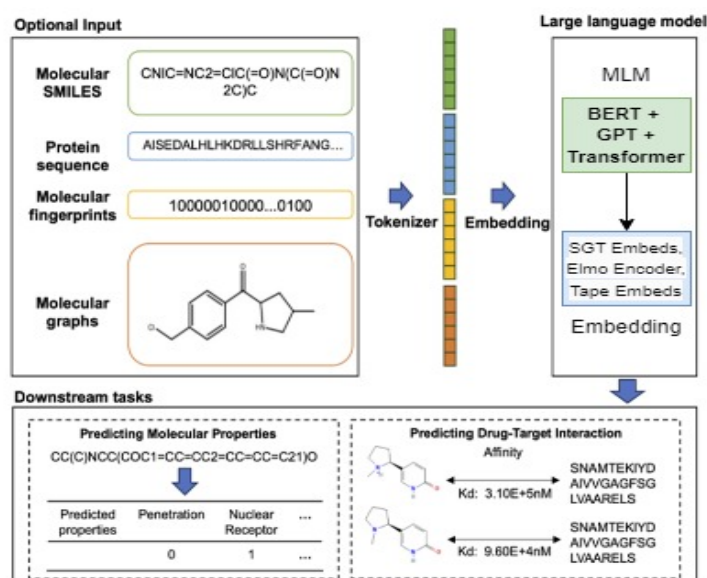 Optional Input
Large language model
Molecular
SMILES
CNIC=NC2=CIC(=O)N(C(=O)N
2C)C
Protein
sequence
AISEDALHLHKDRLLSHRFANG...
Molecular
fingerprints
10000010000...0100
Molecular
graphs
O
Cl
HN
Tokenizer
Embedding
MLM
BERT +
GPT +
Transformer
SGT Embeds,
Elmo Encoder,
Tape Embeds
Embedding
Downstream tasks
Predicting Molecular Properties
CC(C)NCC(COC1=CC=CC2=CC=CC=C21)O
Predicted
properties
Penetration
Nuclear
Receptor
...
0
1
...
Predicting Drug-Target Interaction
Affinity
Kd: 3.10E+5nM
SNAMTEKIYD
AIVVGAGFSG
LVAARELS
Kd: 9.60E+4nM
SNAMTEKIYD
AIVVGAGFSG
LVAARELS